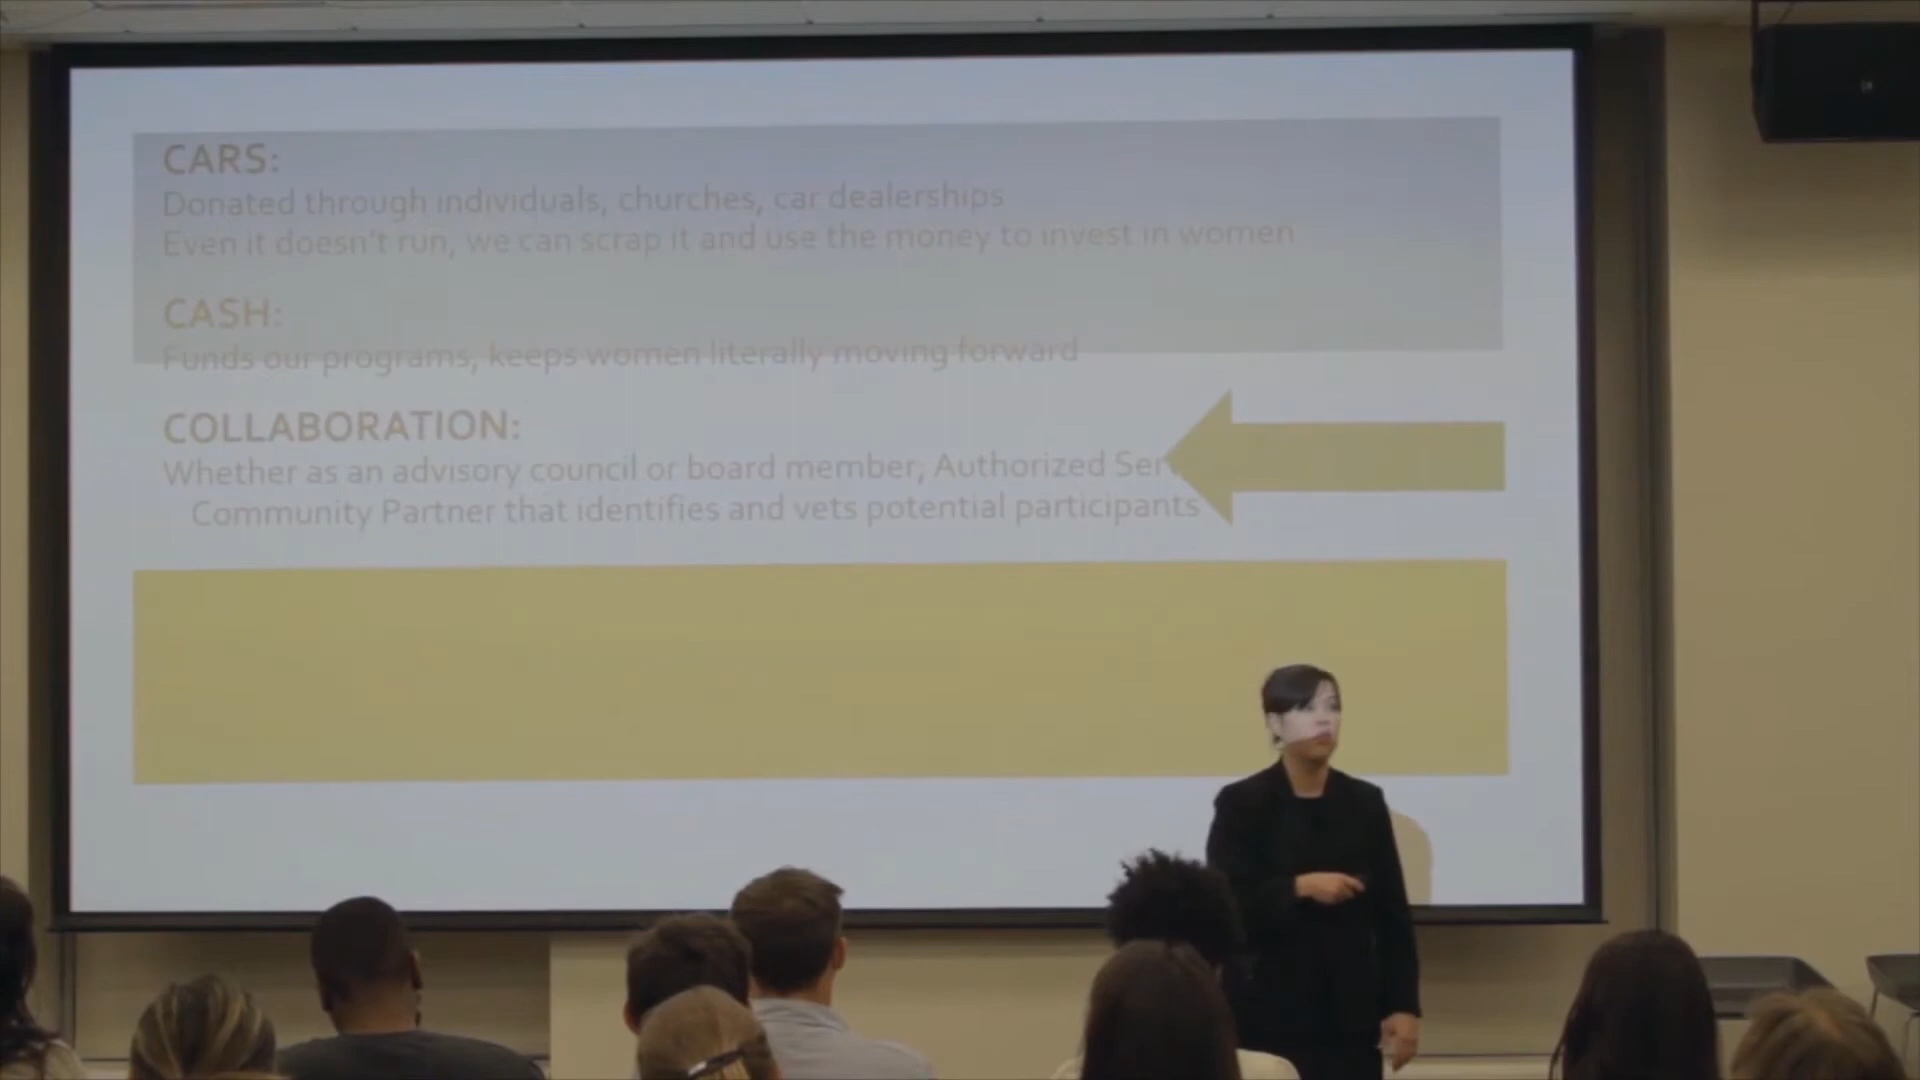 CARS:
Donated through individuals, churches, car dealerships
Even it doesn't run, we can scrap it and use the money to invest in women
CASH:
Funds our programs, keeps women literally moving forward
COLLABORATION:
Whether as an advisory council or board member, Authorized
Community Partner that identifies and vets potential participants